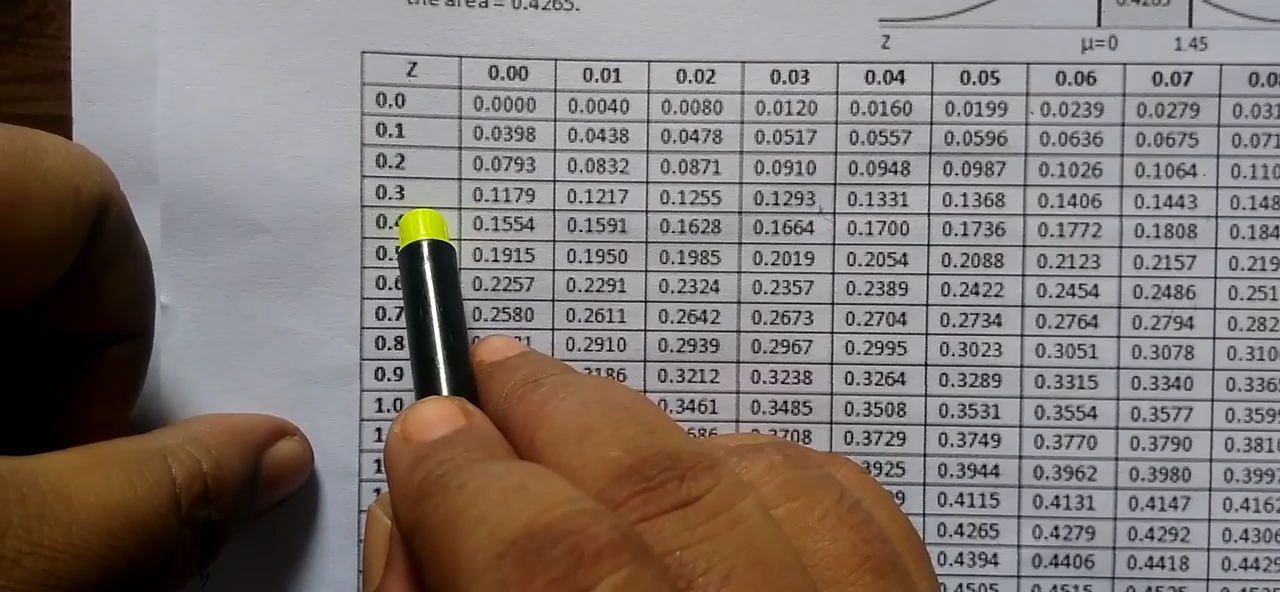 the area = 0.4265.
Z μ=0 1.45
Z 0.00 0.01 0.02 0.03 0.04 0.05 0.06 0.07
0.0 0.0000 0.0040 0.0080 0.0120 0.0160 0.0199 0.0239 0.0279
0.1 0.0398 0.0438 0.0478 0.0517 0.0557 0.0596 0.0636 0.0675
0.2 0.0793 0.0832 0.0871 0.0910 0.0948 0.0987 0.1026 0.1064
0.3 0.1179 0.1217 0.1255 0.1293 0.1331 0.1368 0.1406 0.1443
0.1554 0.1591 0.1628 0.1664 0.1700 0.1736 0.1772 0.1808
0.1915 0.1950 0.1985 0.2019 0.2054 0.2088 0.2123 0.2157
0.2257 0.2291 0.2324 0.2357 0.2389 0.2422 0.2454 0.2486
0.7 0.2580 0.2611 0.2642 0.2673 0.2704 0.2734 0.2764 0.2794
0.8 0.2910 0.2939 0.2967 0.2995 0.3023 0.3051 0.3078
0.9 0.3212 0.3238 0.3264 0.3289 0.3315 0.3340
1.0 0.3461 0.3485 0.3508 0.3531 0.3554 0.3577
0.3729 0.3749 0.3770 0.3790
0.3944 0.3962 0.3980
0.4115 0.4131 0.4147
0.4265 0.4279 0.4292
0.4394 0.4406 0.4418